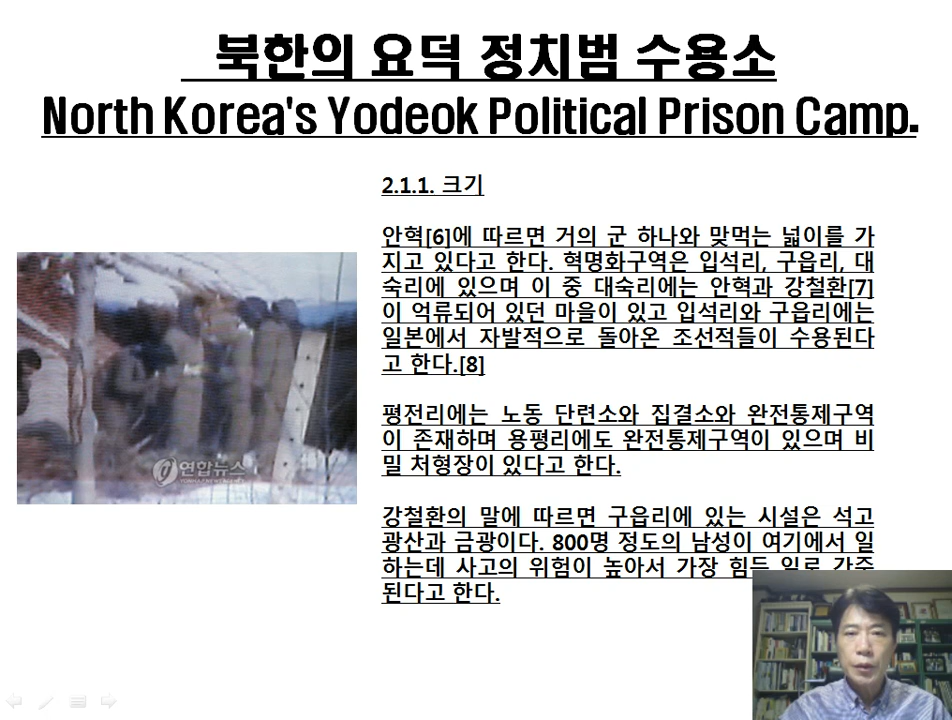 북한의 요덕 정치범 수용소
North Korea's Yodeok Political Prison Camp.
2.1.1. 크기
안혁[6]에 따르면 거의 군 하나와 맞먹는 넓이를 가
지고 있다고 한다. 혁명화구역은 입석리, 구읍리, 대
숙리에 있으며 이 중 대숙리에는 안혁과 강철환[7]
이 억류되어 있던 마을이 있고 입석리와 구읍리에는
일본에서 자발적으로 돌아온 조선적들이 수용된다
고 한다.[8]
평전리에는 노동 단련소와 집결소와 완전통제구역
이 존재하며 용평리에도 완전통제구역이 있으며 비
밀 처형장이 있다고 한다.
강철환의 말에 따르면 구읍리에 있는 시설은 석고
광산과 금광이다. 800명 정도의 남성이 여기에서 일
하는데 사고의 위험이 높아서 가장 힘든 일로 간주
된다고 한다.
연합뉴스